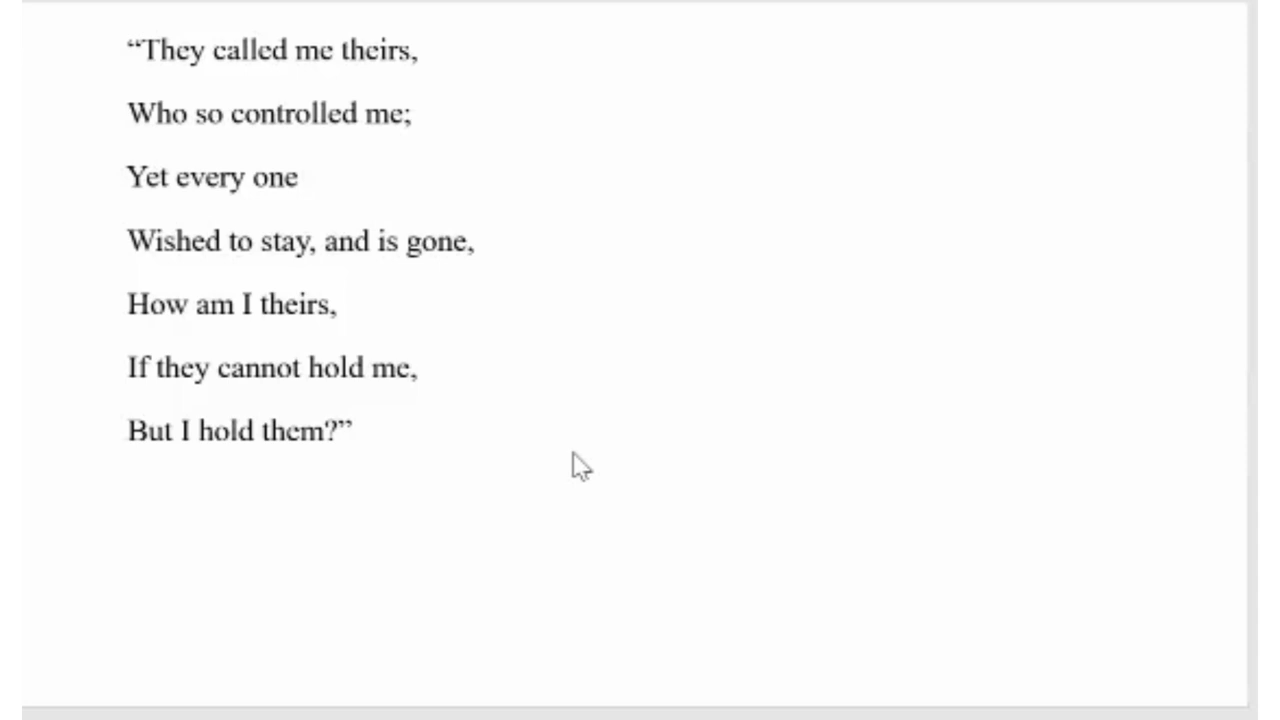 “They called me theirs,
Who so controlled me;
Yet every one
Wished to stay, and is gone,
How am I theirs,
If they cannot hold me,
But I hold them?”